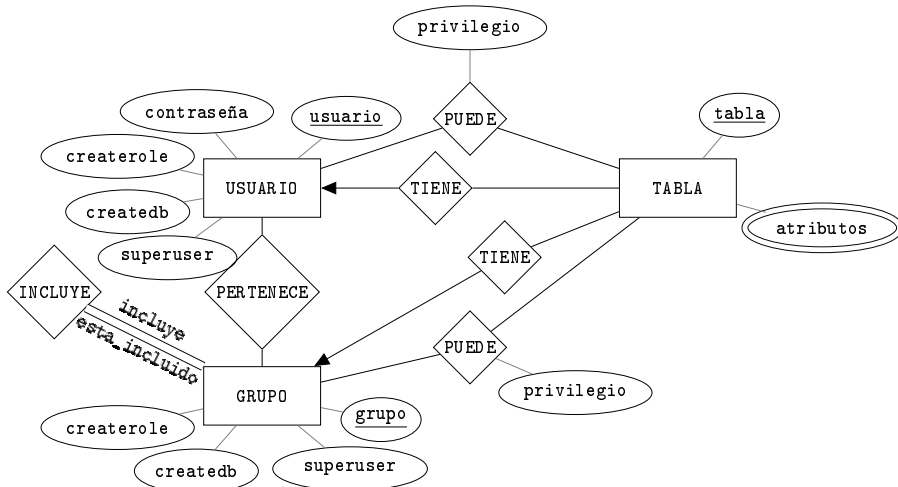 privilegio
contraseña
usuario
PUEDE
tabla
createrole
USUARIO
TIENE
TABLA
createdb
atributos
superuser
TIENE
INCLUYE
PERTENECE
incluye
esta_incluido
PUEDE
privilegio
GRUPO
grupo
createrole
createdb
superuser